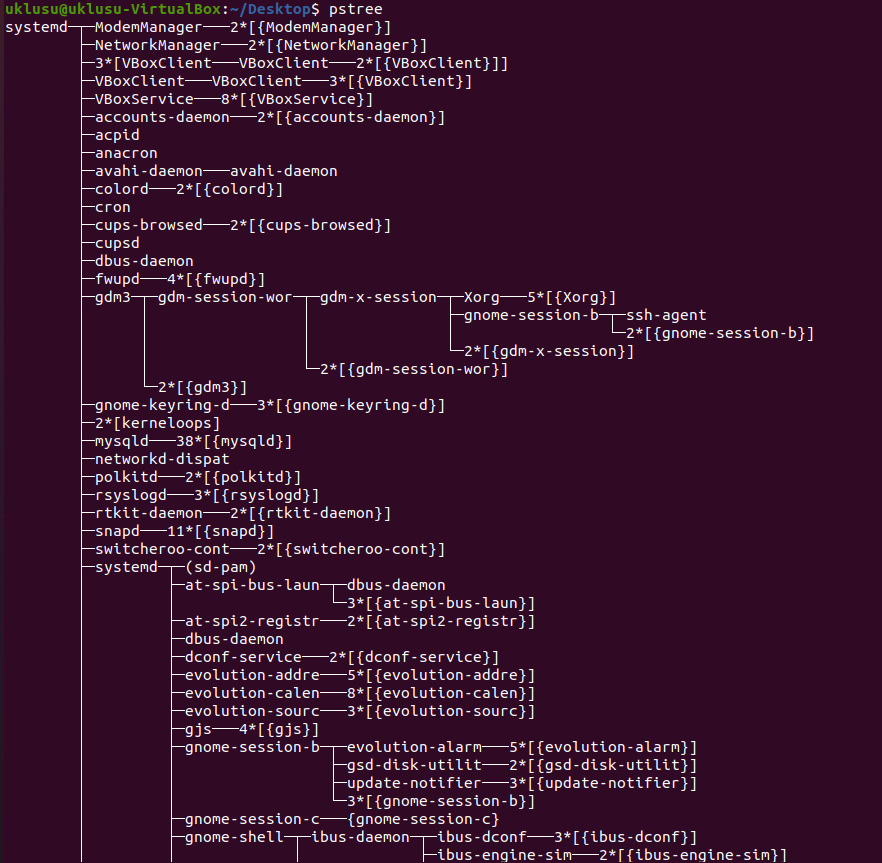 uklusu@uklusu-VirtualBox:~/Desktop$ pstree
systemd─┬─ModemManager───2*[{ModemManager}]
        ├─NetworkManager───2*[{NetworkManager}]
        ├─3*[VBoxClient───VBoxClient───2*[{VBoxClient}]]
        ├─VBoxClient───VBoxClient───3*[{VBoxClient}]
        ├─VBoxService───8*[{VBoxService}]
        ├─accounts-daemon───2*[{accounts-daemon}]
        ├─acpid
        ├─anacron
        ├─avahi-daemon───avahi-daemon
        ├─colord───2*[{colord}]
        ├─cron
        ├─cups-browsed───2*[{cups-browsed}]
        ├─cupsd
        ├─dbus-daemon
        ├─fwupd───4*[{fwupd}]
        ├─gdm3─┬─gdm-session-wor─┬─gdm-x-session─┬─Xorg───5*[{Xorg}]
        │      │                 │               ├─gnome-session-b─┬─ssh-agent
        │      │                 │               │                 └─2*[{gnome-session-b}]
        │      │                 │               └─2*[{gdm-x-session}]
        │      │                 └─2*[{gdm-session-wor}]
        │      └─2*[{gdm3}]
        ├─gnome-keyring-d───3*[{gnome-keyring-d}]
        ├─2*[kerneloops]
        ├─mysqld───38*[{mysqld}]
        ├─networkd-dispat
        ├─polkitd───2*[{polkitd}]
        ├─rsyslogd───3*[{rsyslogd}]
        ├─rtkit-daemon───2*[{rtkit-daemon}]
        ├─snapd───11*[{snapd}]
        ├─switcheroo-cont───2*[{switcheroo-cont}]
        ├─systemd─┬─(sd-pam)
        │         ├─at-spi-bus-laun─┬─dbus-daemon
        │         │                 └─3*[{at-spi-bus-laun}]
        │         ├─at-spi2-registr───2*[{at-spi2-registr}]
        │         ├─dbus-daemon
        │         ├─dconf-service───2*[{dconf-service}]
        │         ├─evolution-addre───5*[{evolution-addre}]
        │         ├─evolution-calen───8*[{evolution-calen}]
        │         ├─evolution-sourc───3*[{evolution-sourc}]
        │         ├─gjs───4*[{gjs}]
        │         ├─gnome-session-b─┬─evolution-alarm───5*[{evolution-alarm}]
        │         │                 ├─gsd-disk-utilit───2*[{gsd-disk-utilit}]
        │         │                 ├─update-notifier───3*[{update-notifier}]
        │         │                 └─3*[{gnome-session-b}]
        │         ├─gnome-session-c───{gnome-session-c}
        │         ├─gnome-shell─┬─ibus-daemon─┬─ibus-dconf───3*[{ibus-dconf}]
        │         │             │             ├─ibus-engine-sim───2*[{ibus-engine-sim}]